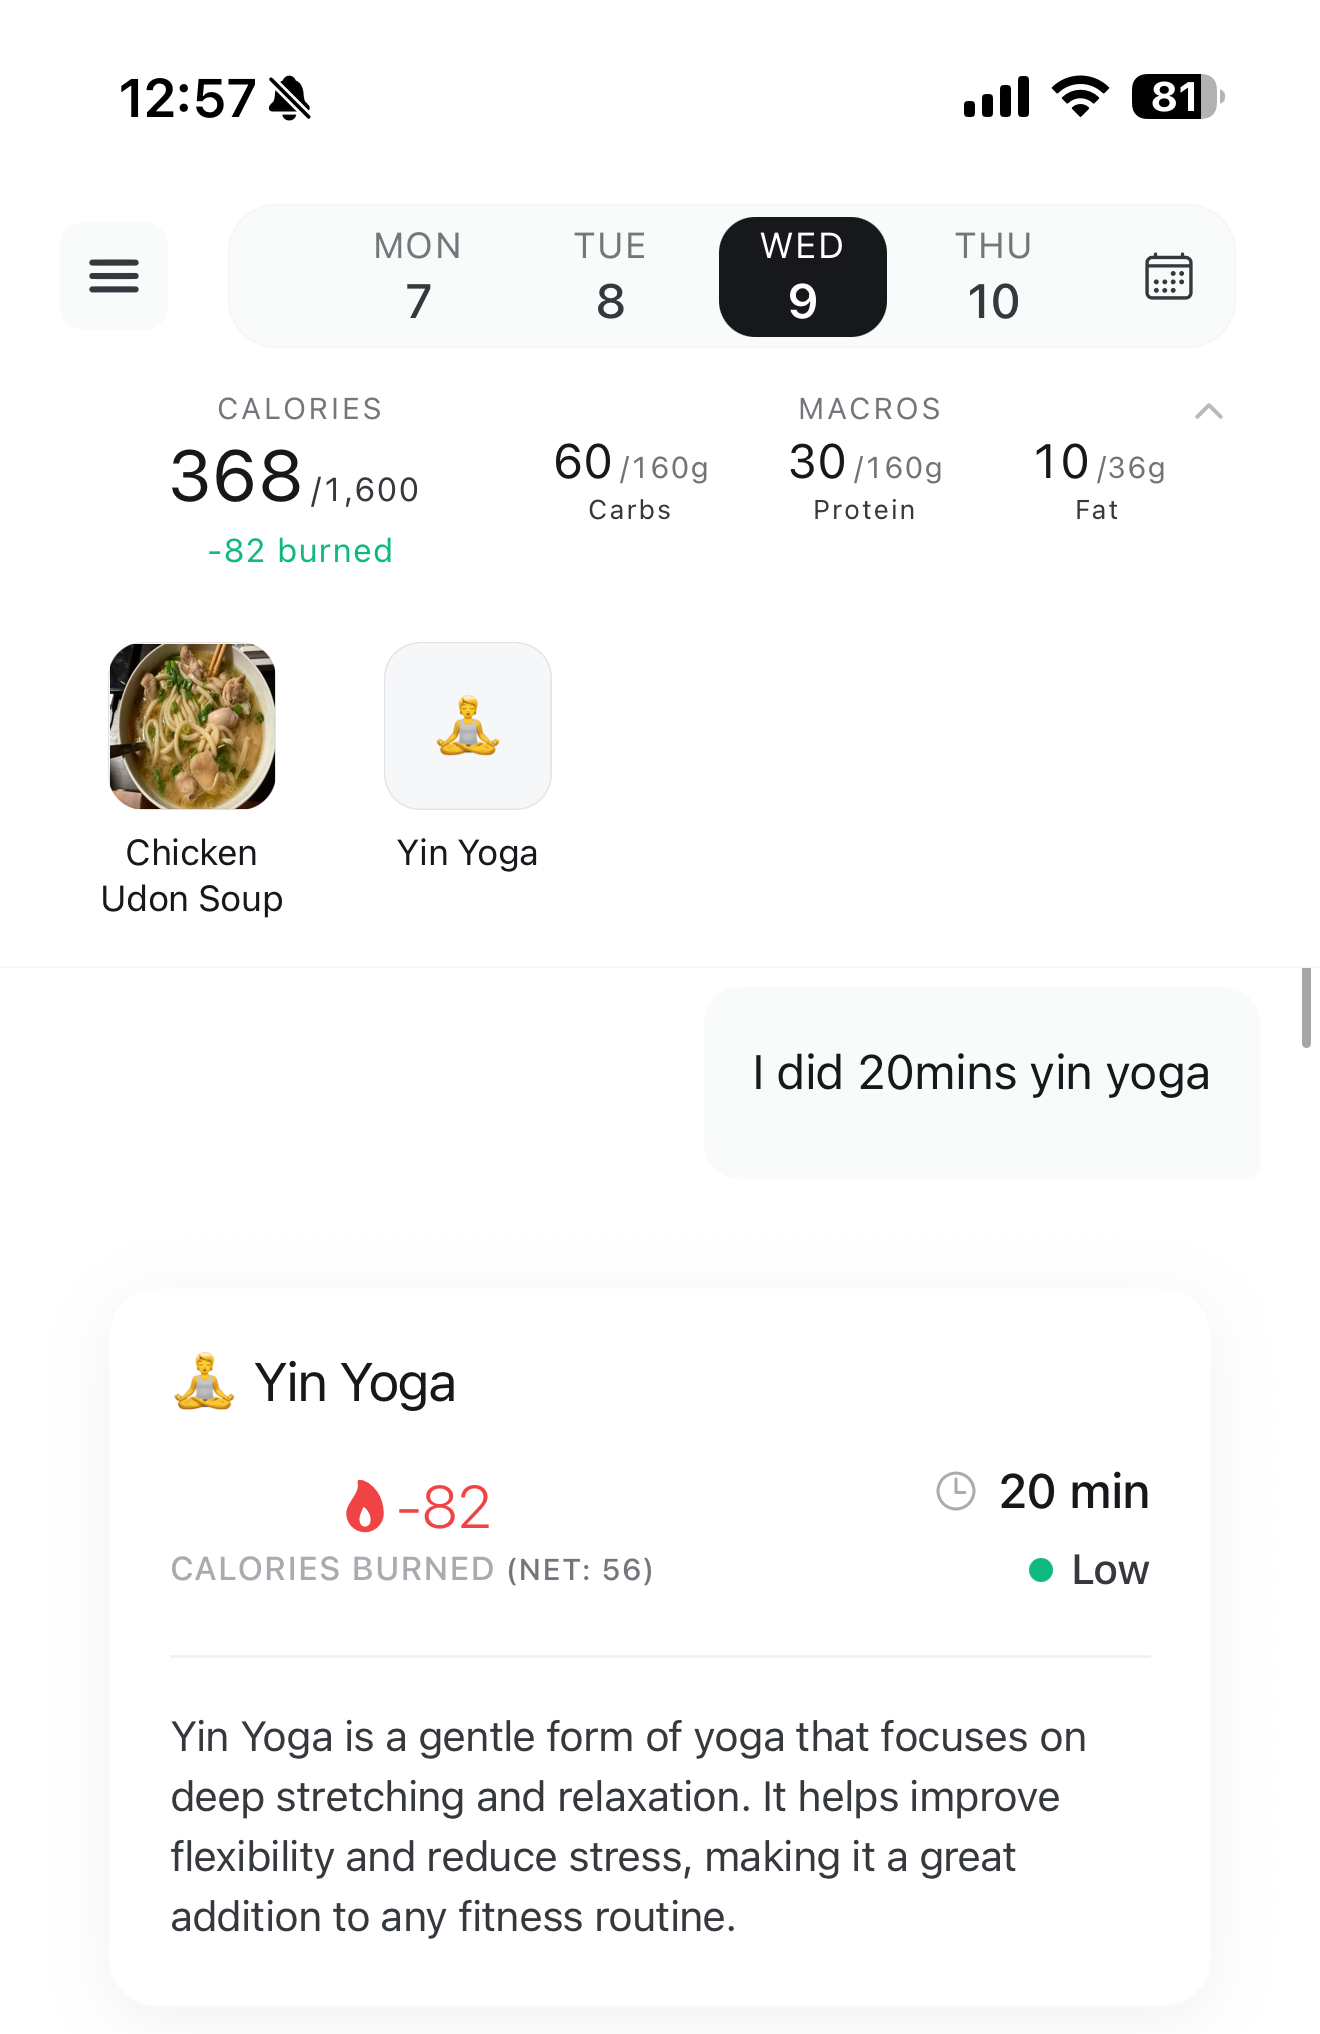 12:57
81
MON
TUE
WED
THU
7
8
9
10
CALORIES
MACROS
368 /1,600
60 /160g
30 /160g
10 /36g
Carbs
Protein
Fat
-82 burned
Chicken
Udon Soup
Yin Yoga
I did 20mins yin yoga
Yin Yoga
-82
20 min
CALORIES BURNED (NET: 56)
Low
Yin Yoga is a gentle form of yoga that focuses on
deep stretching and relaxation. It helps improve
flexibility and reduce stress, making it a great
addition to any fitness routine.